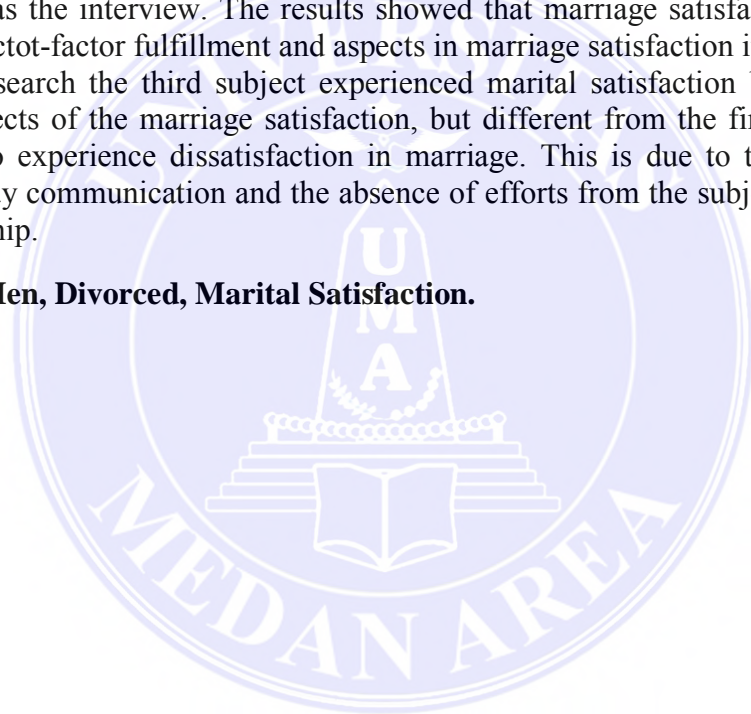 as the interview. The results showed that marriage satisfa
ctot-factor fulfillment and aspects in marriage satisfaction i
search the third subject experienced marital satisfaction
ects of the marriage satisfaction, but different from the fir
o experience dissatisfaction in marriage. This is due to t
y communication and the absence of efforts from the subj
hip.
Men, Divorced, Marital Satisfaction.
UNIVERSITAS
UMA
MEDAN AREA